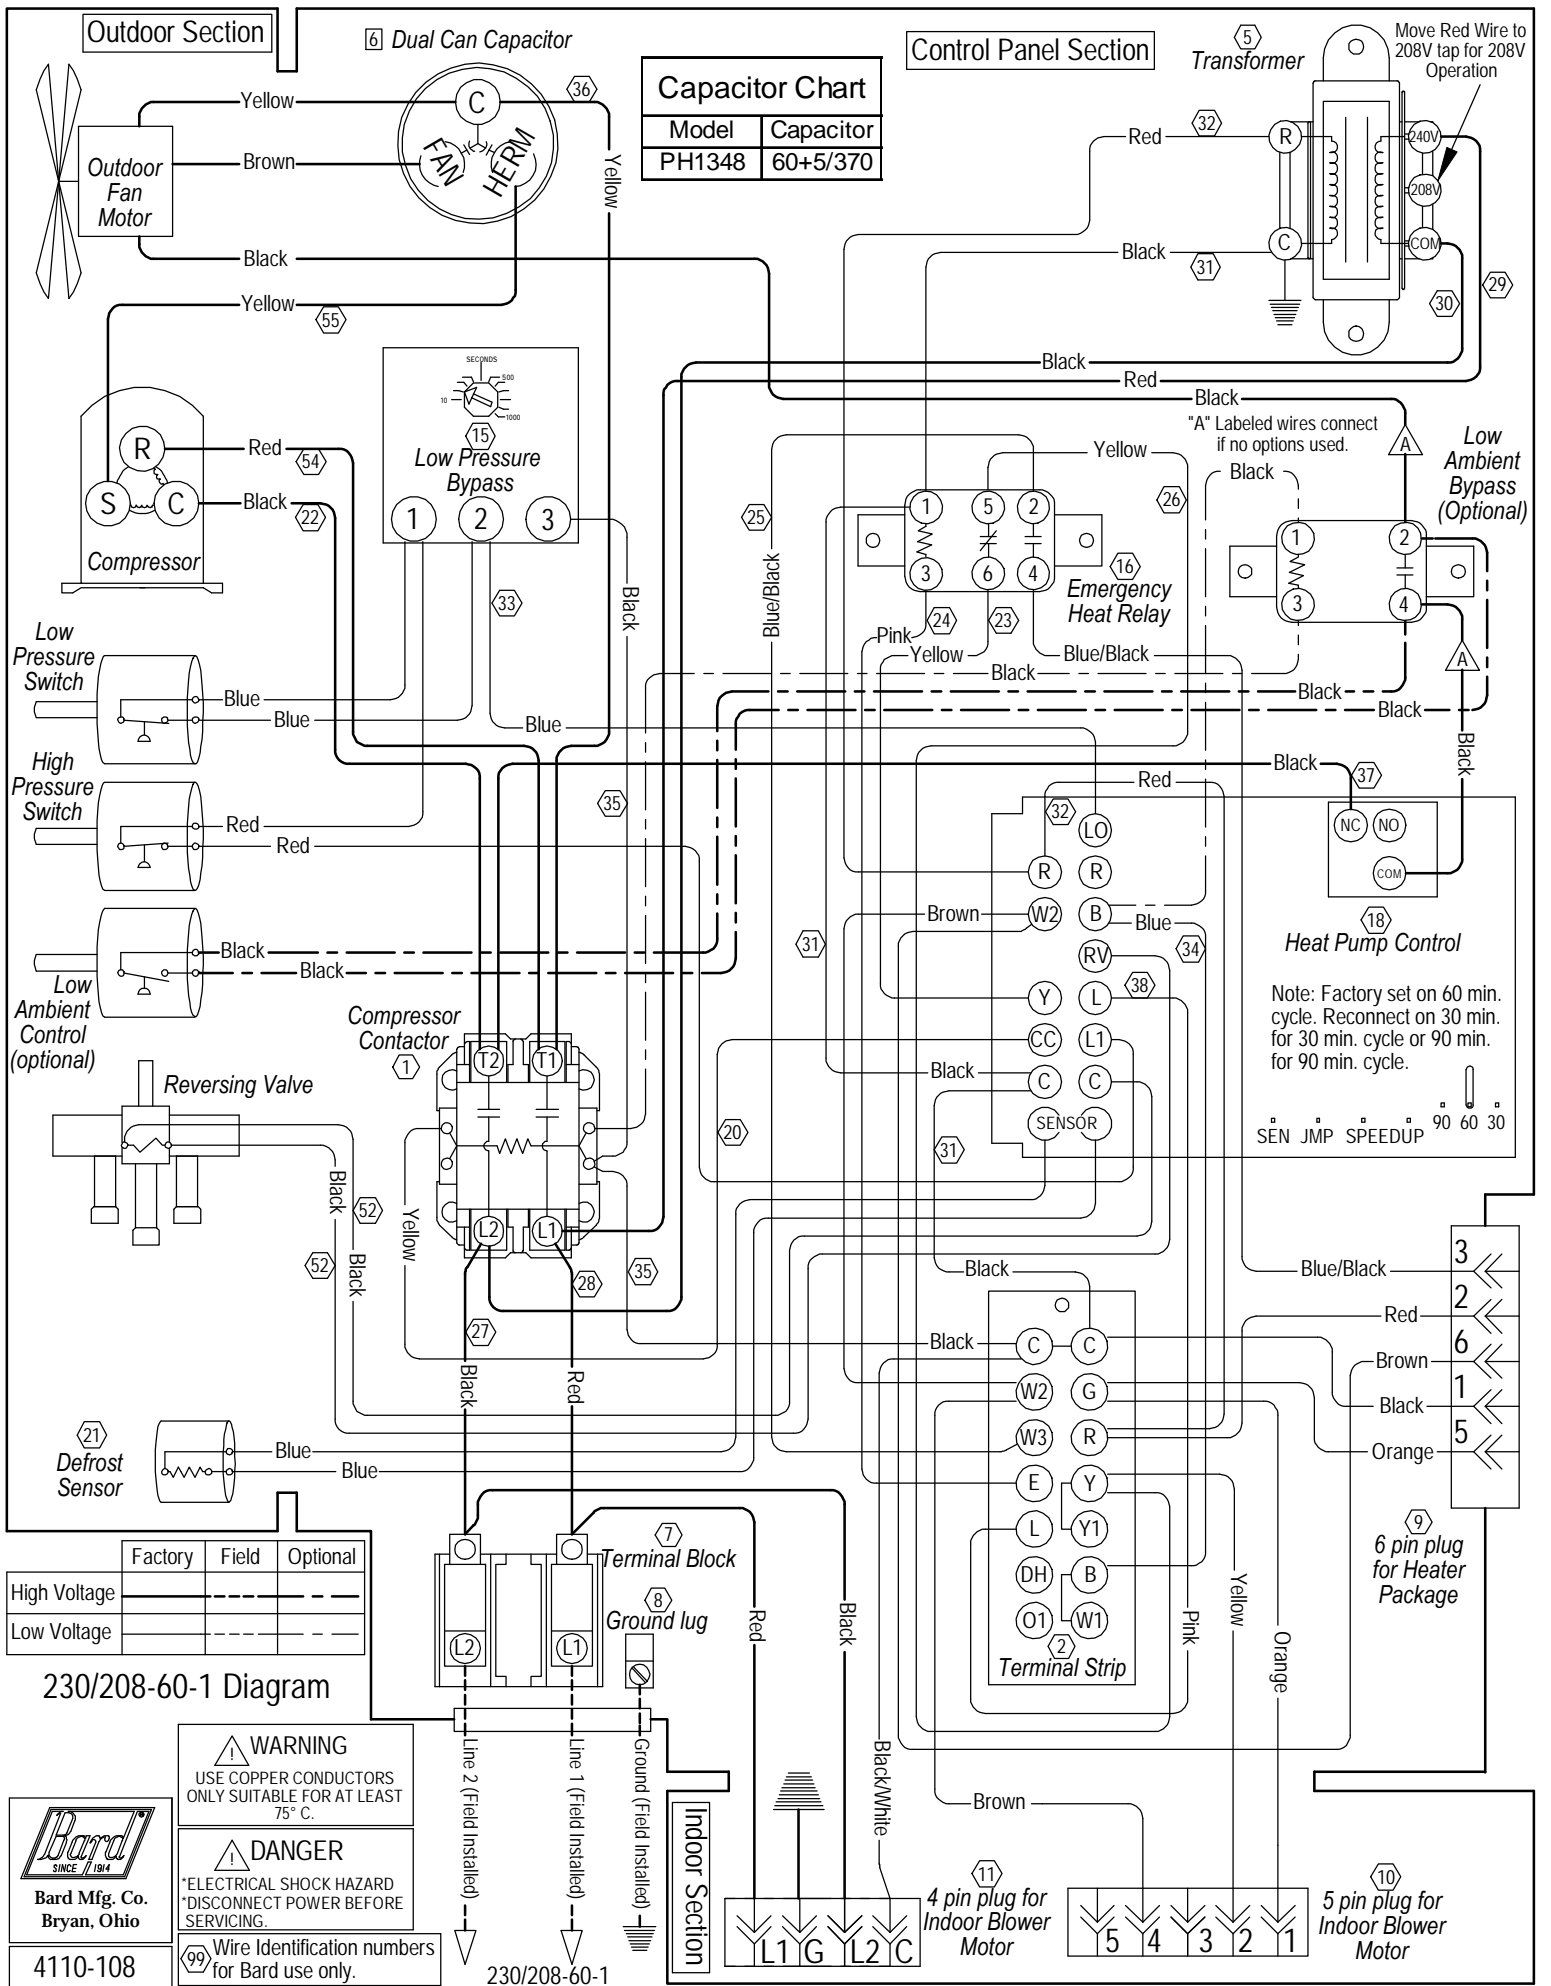 Outdoor Section
6 Dual Can Capacitor
Capacitor Chart
Model Capacitor
PH1348 60+5/370
Control Panel Section
5
Transformer
Move Red Wire to
208V tap for 208V
Operation
Yellow
C
36
Brown
FAN
HERM
Yellow
Outdoor
Fan
Motor
Black
Yellow
55
Red
32
R
240V
208V
Black
31
C
COM
29
30
Black
Red
Black
"A" Labeled wires connect
if no options used.
A
Low
Ambient
Bypass
(Optional)
SECONDS
10
500
1000
15
Low Pressure
Bypass
1 2 3
R
S C
Compressor
Red
54
Black
22
33
Black
25
Blue/Black
Yellow
26
Black
1 5 2
3 6 4
16
Emergency
Heat Relay
1 2
3 4
Pink
24
23
Yellow
Blue/Black
Black
Black
Black
A
Black
Low
Pressure
Switch
Blue
Blue
Blue
High
Pressure
Switch
Red
Red
35
Black
37
Red
32
LO
R R
Brown
W2 B
Blue
34
RV
38
31
Y L
CC L1
Black
C C
SENSOR
31
NC NO
COM
18
Heat Pump Control
Note: Factory set on 60 min.
cycle. Reconnect on 30 min.
for 30 min. cycle or 90 min.
for 90 min. cycle.
SEN JMP SPEEDUP 90 60 30
Black
Black
Low
Ambient
Control
(optional)
Compressor
Contactor
1
T2 T1
L2 L1
Reversing Valve
Black
52
Black
52
Yellow
20
35
28
27
Black
Red
Black
Black
C C
W2 G
W3 R
E Y
L Y1
DH B
O1 W1
2
Terminal Strip
Pink
Yellow
Orange
Blue/Black 3
Red 2
Brown 6
Black 1
Orange 5
9
6 pin plug
for Heater
Package
21
Defrost
Sensor
Blue
Blue
7
Terminal Block
8
Ground lug
L2 L1
Red
Black
Factory Field Optional
High Voltage
Low Voltage
230/208-60-1 Diagram
WARNING
USE COPPER CONDUCTORS
ONLY SUITABLE FOR AT LEAST
75° C.
DANGER
*ELECTRICAL SHOCK HAZARD
*DISCONNECT POWER BEFORE
SERVICING.
99 Wire Identification numbers
for Bard use only.
Bard®
SINCE 1914
Bard Mfg. Co.
Bryan, Ohio
4110-108
Line 2 (Field Installed)
Line 1 (Field Installed)
Ground (Field Installed)
230/208-60-1
Indoor Section
Black/White
Brown
L1 G L2 C
11
4 pin plug for
Indoor Blower
Motor
5 4 3 2 1
10
5 pin plug for
Indoor Blower
Motor